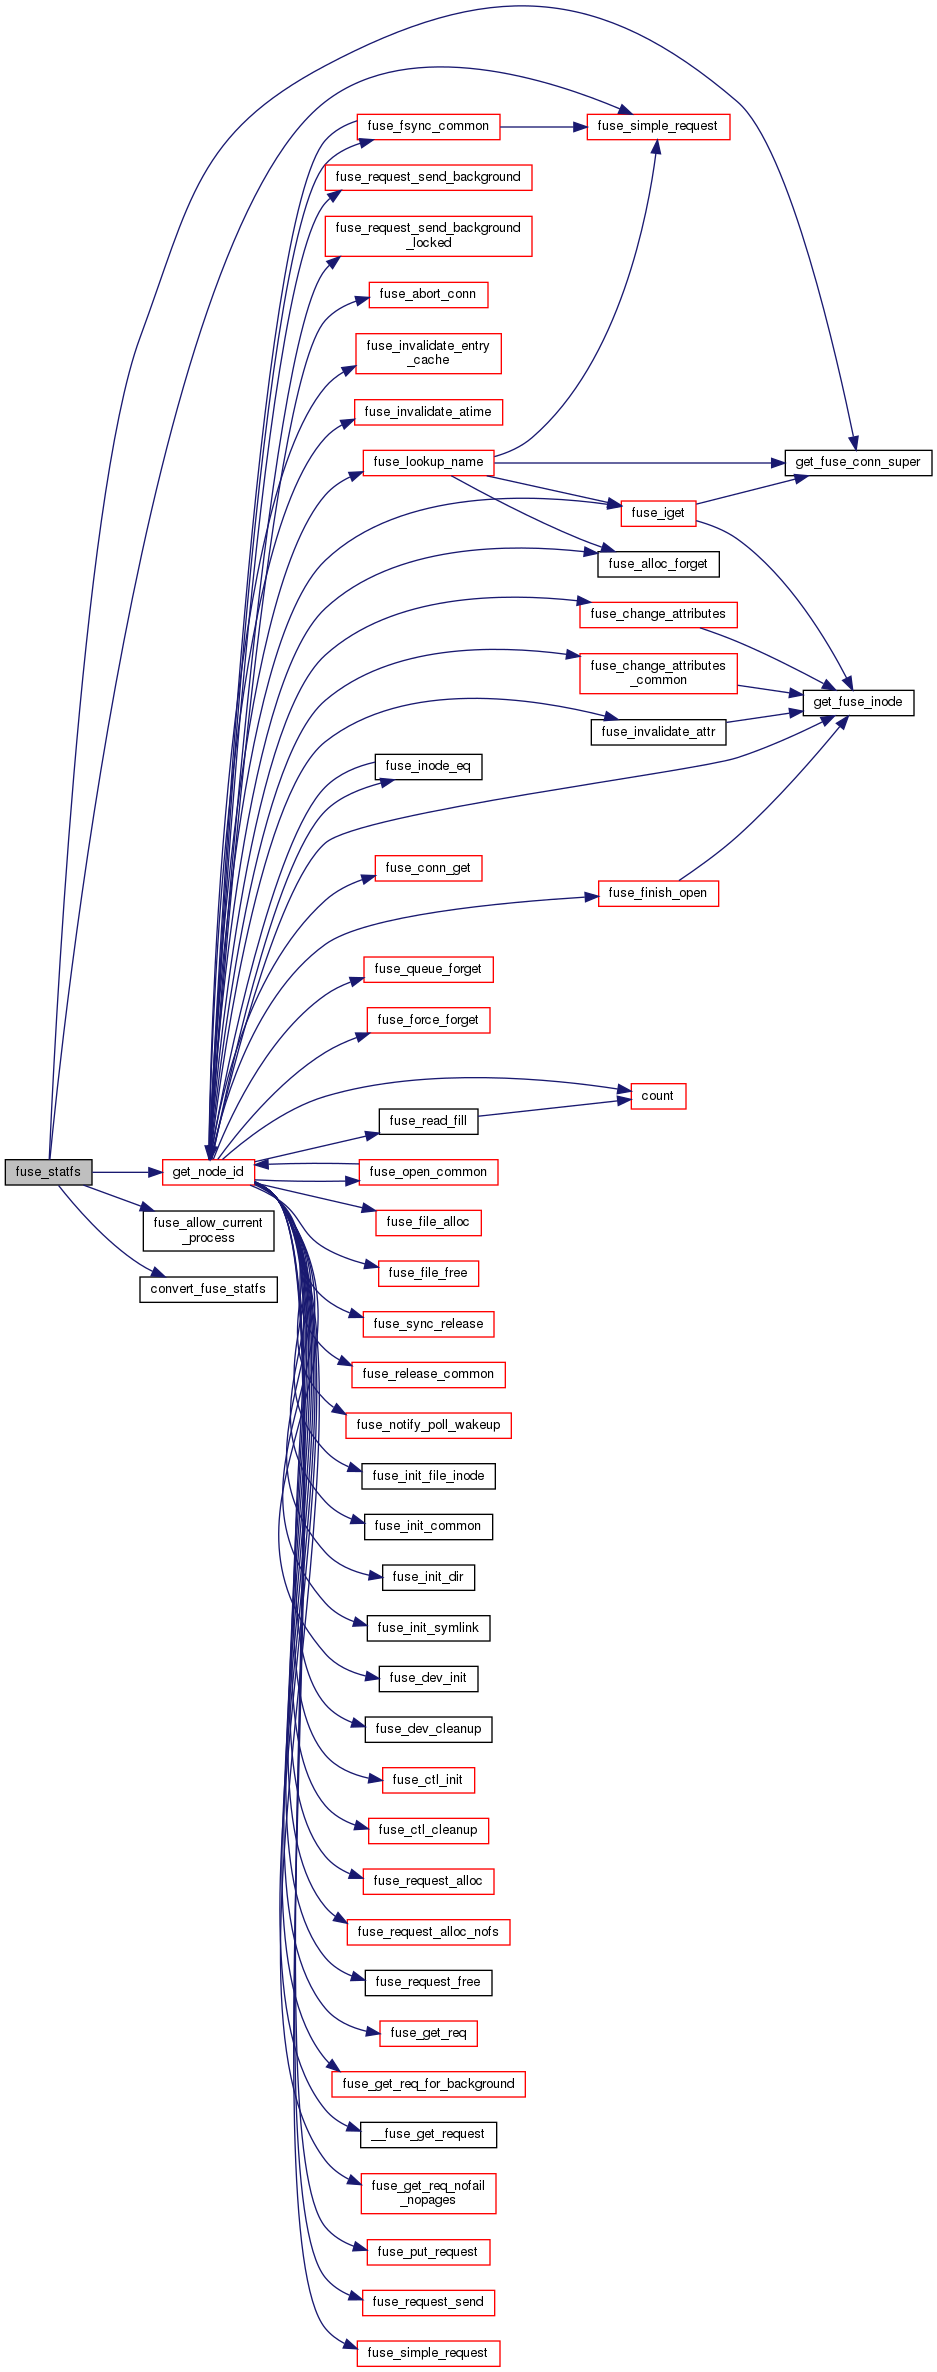 fuse_fsync_common
fuse_simple_request
fuse_request_send_background
fuse_request_send_background
_locked
fuse_abort_conn
fuse_invalidate_entry
_cache
fuse_invalidate_atime
fuse_lookup_name
get_fuse_conn_super
fuse_iget
fuse_alloc_forget
fuse_change_attributes
fuse_change_attributes
_common
get_fuse_inode
fuse_invalidate_attr
fuse_inode_eq
fuse_conn_get
fuse_finish_open
fuse_queue_forget
fuse_force_forget
count
fuse_read_fill
fuse_statfs
get_node_id
fuse_open_common
fuse_allow_current
_process
fuse_file_alloc
fuse_file_free
convert_fuse_statfs
fuse_sync_release
fuse_release_common
fuse_notify_poll_wakeup
fuse_init_file_inode
fuse_init_common
fuse_init_dir
fuse_init_symlink
fuse_dev_init
fuse_dev_cleanup
fuse_ctl_init
fuse_ctl_cleanup
fuse_request_alloc
fuse_request_alloc_nofs
fuse_request_free
fuse_get_req
fuse_get_req_for_background
__fuse_get_request
fuse_get_req_nofail
_nopages
fuse_put_request
fuse_request_send
fuse_simple_request